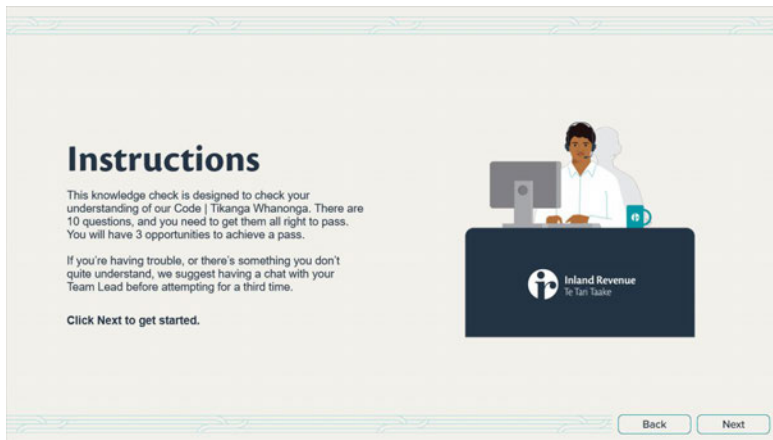 Instructions
This knowledge check is designed to check your
understanding of our Code | Tikanga Whanonga. There are
10 questions, and you need to get them all right to pass.
You will have 3 opportunities to achieve a pass.
If you're having trouble, or there's something you don't
quite understand, we suggest having a chat with your
Team Lead before attempting for a third time.
Click Next to get started.
ir
Inland Revenue
Te Tari Taake
Back
Next